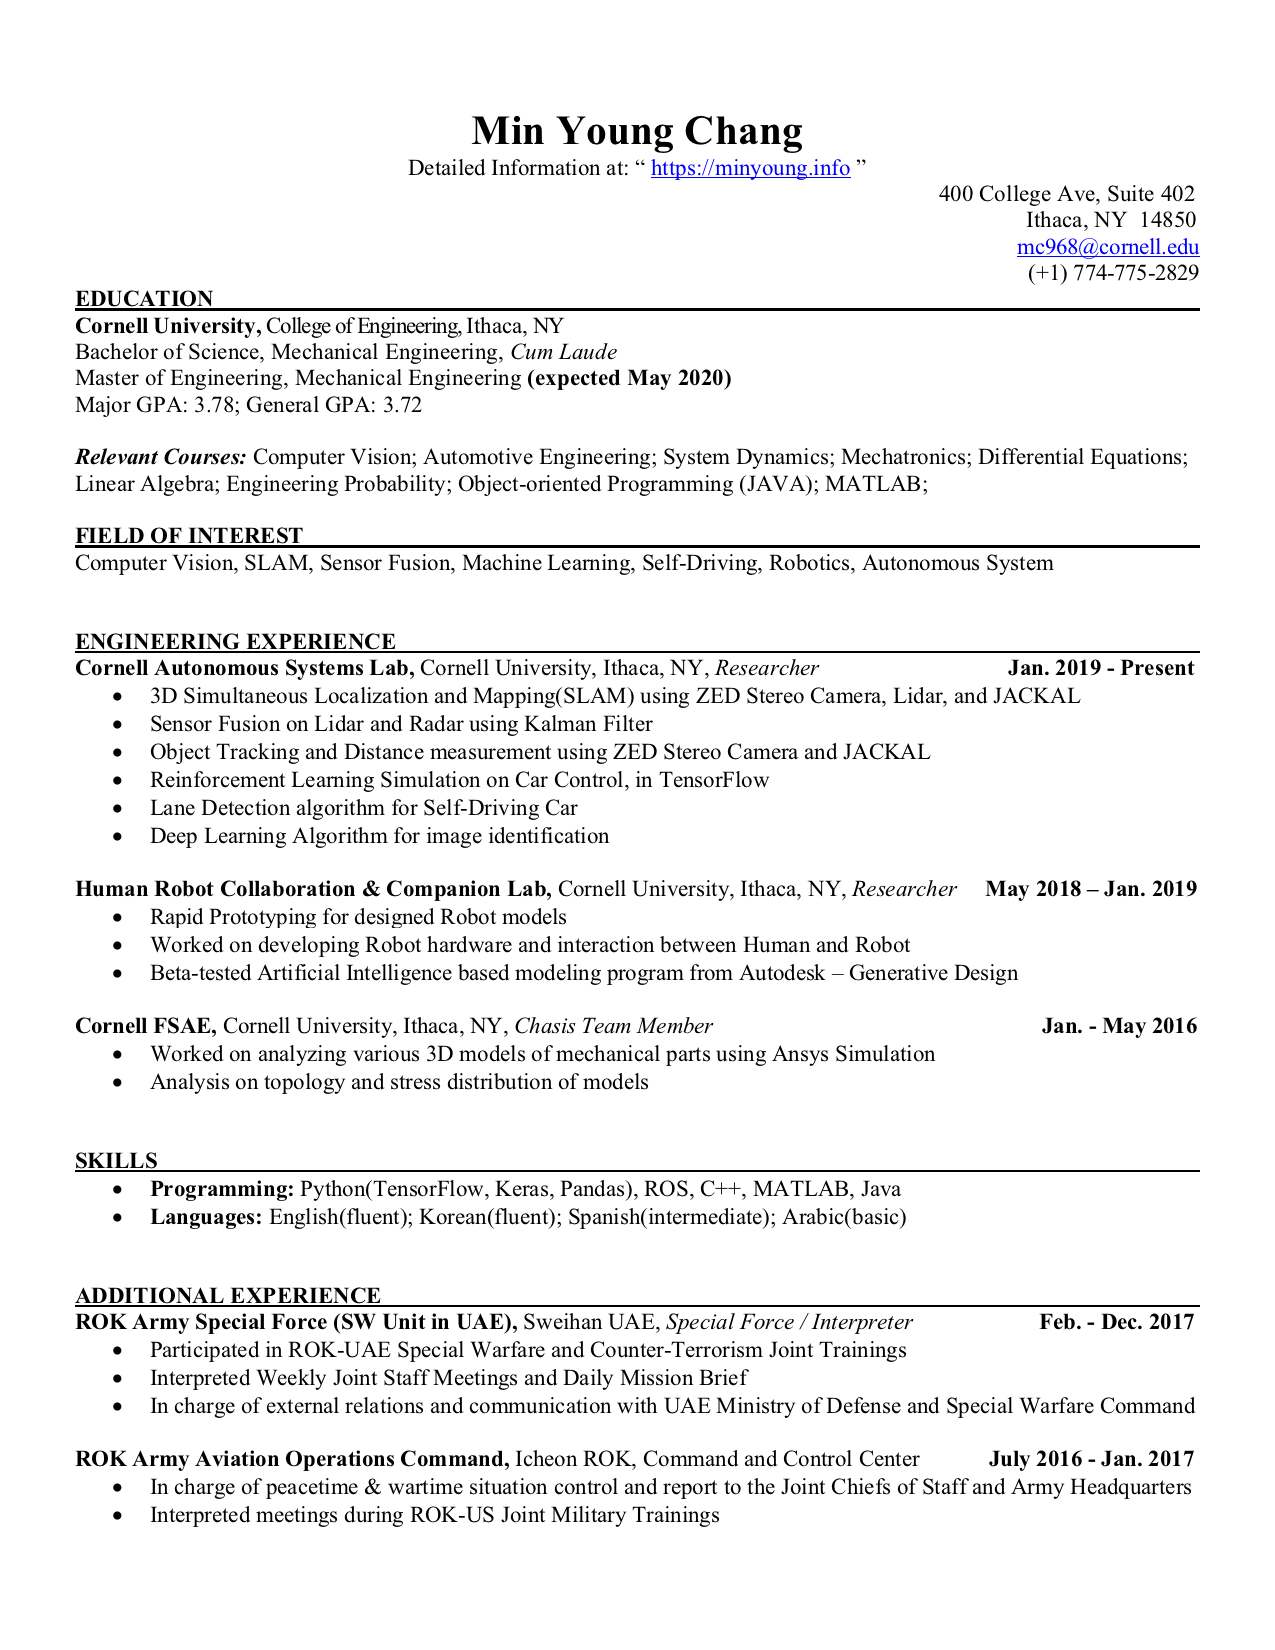 Min Young Chang
Detailed Information at: “ https://minyoung.info ”
400 College Ave, Suite 402
Ithaca, NY  14850
mc968@cornell.edu
(+1) 774-775-2829
EDUCATION
Cornell University, College of Engineering, Ithaca, NY
Bachelor of Science, Mechanical Engineering, Cum Laude
Master of Engineering, Mechanical Engineering (expected May 2020)
Major GPA: 3.78; General GPA: 3.72
Relevant Courses: Computer Vision; Automotive Engineering; System Dynamics; Mechatronics; Differential Equations;
Linear Algebra; Engineering Probability; Object-oriented Programming (JAVA); MATLAB;
FIELD OF INTEREST
Computer Vision, SLAM, Sensor Fusion, Machine Learning, Self-Driving, Robotics, Autonomous System
ENGINEERING EXPERIENCE
Cornell Autonomous Systems Lab, Cornell University, Ithaca, NY, Researcher Jan. 2019 - Present
• 3D Simultaneous Localization and Mapping(SLAM) using ZED Stereo Camera, Lidar, and JACKAL
• Sensor Fusion on Lidar and Radar using Kalman Filter
• Object Tracking and Distance measurement using ZED Stereo Camera and JACKAL
• Reinforcement Learning Simulation on Car Control, in TensorFlow
• Lane Detection algorithm for Self-Driving Car
• Deep Learning Algorithm for image identification
Human Robot Collaboration & Companion Lab, Cornell University, Ithaca, NY, Researcher May 2018 – Jan. 2019
• Rapid Prototyping for designed Robot models
• Worked on developing Robot hardware and interaction between Human and Robot
• Beta-tested Artificial Intelligence based modeling program from Autodesk – Generative Design
Cornell FSAE, Cornell University, Ithaca, NY, Chasis Team Member Jan. - May 2016
• Worked on analyzing various 3D models of mechanical parts using Ansys Simulation
• Analysis on topology and stress distribution of models
SKILLS
• Programming: Python(TensorFlow, Keras, Pandas), ROS, C++, MATLAB, Java
• Languages: English(fluent); Korean(fluent); Spanish(intermediate); Arabic(basic)
ADDITIONAL EXPERIENCE
ROK Army Special Force (SW Unit in UAE), Sweihan UAE, Special Force / Interpreter Feb. - Dec. 2017
• Participated in ROK-UAE Special Warfare and Counter-Terrorism Joint Trainings
• Interpreted Weekly Joint Staff Meetings and Daily Mission Brief
• In charge of external relations and communication with UAE Ministry of Defense and Special Warfare Command
ROK Army Aviation Operations Command, Icheon ROK, Command and Control Center July 2016 - Jan. 2017
• In charge of peacetime & wartime situation control and report to the Joint Chiefs of Staff and Army Headquarters
• Interpreted meetings during ROK-US Joint Military Trainings